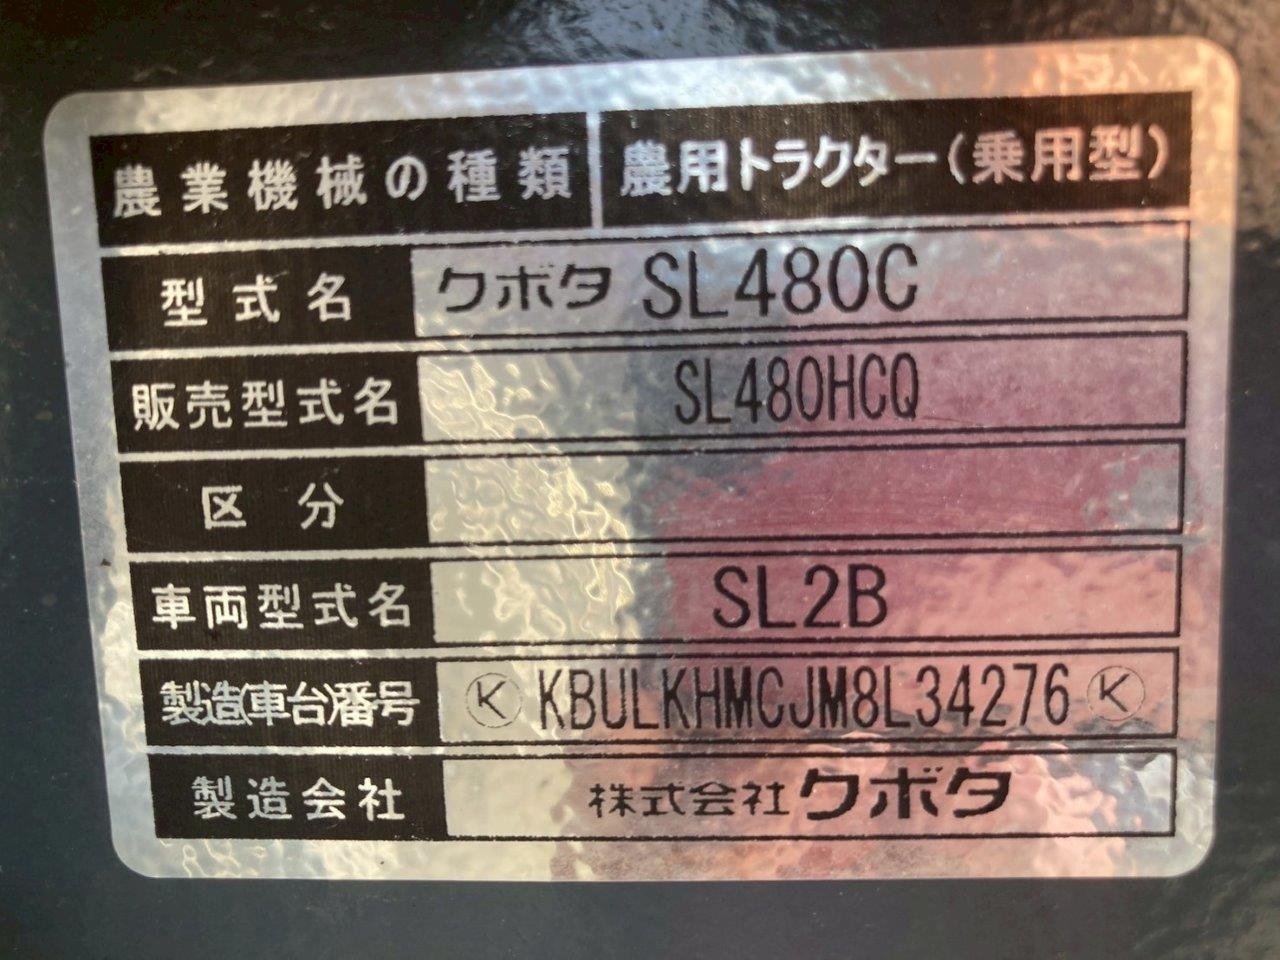 農業機械の種類 農用トラクター(乗用型)
型式名 クボタ SL480C
販売型式名 SL480HCQ
区分
車両型式名 SL2B
製造(車台)番号 Ⓚ KBULKHMCJM8L34276 Ⓚ
製造会社 株式会社クボタ